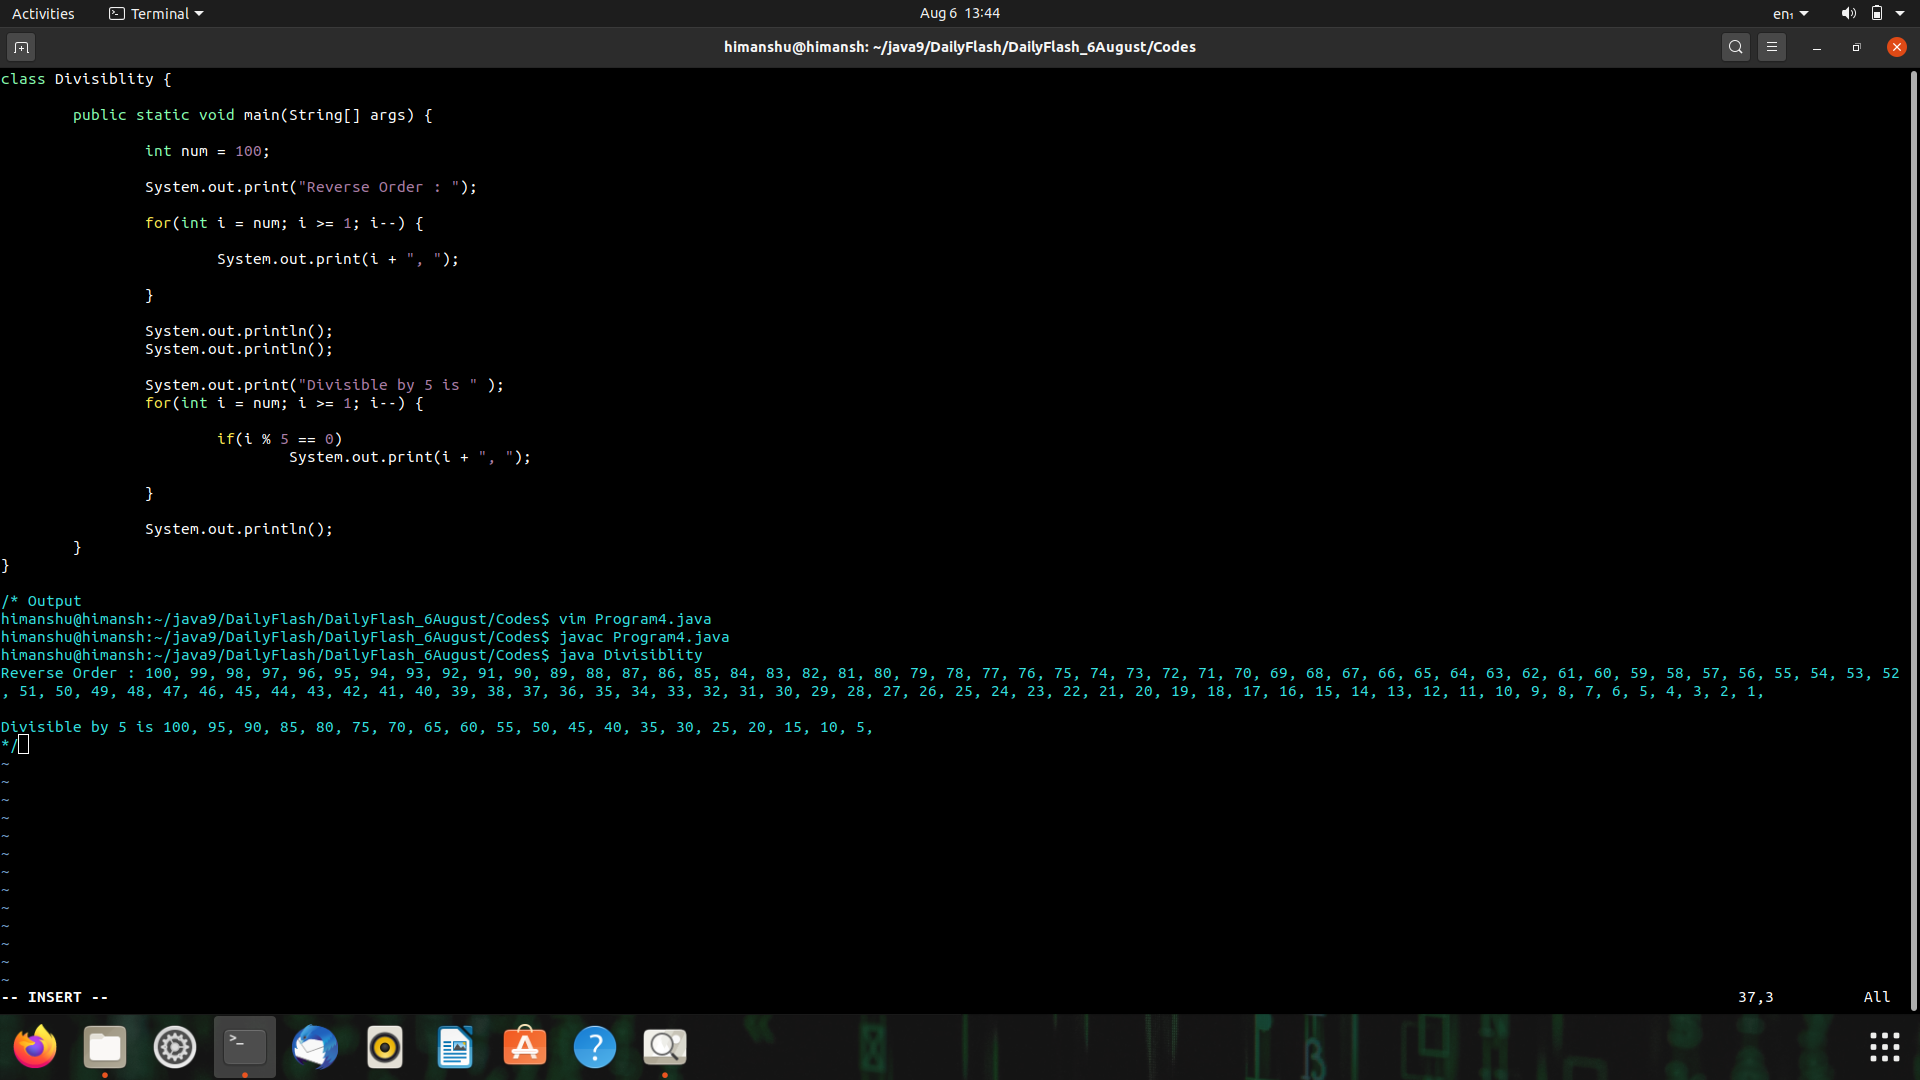 Activities Terminal Aug 6 13:44 en₁
himanshu@himansh: ~/java9/DailyFlash/DailyFlash_6August/Codes
class Divisiblity {
public static void main(String[] args) {
int num = 100;
System.out.print("Reverse Order : ");
for(int i = num; i >= 1; i--) {
System.out.print(i + ", ");
}
System.out.println();
System.out.println();
System.out.print("Divisible by 5 is " );
for(int i = num; i >= 1; i--) {
if(i % 5 == 0)
System.out.print(i + ", ");
}
System.out.println();
}
}
/* Output
himanshu@himansh:~/java9/DailyFlash/DailyFlash_6August/Codes$ vim Program4.java
himanshu@himansh:~/java9/DailyFlash/DailyFlash_6August/Codes$ javac Program4.java
himanshu@himansh:~/java9/DailyFlash/DailyFlash_6August/Codes$ java Divisiblity
Reverse Order : 100, 99, 98, 97, 96, 95, 94, 93, 92, 91, 90, 89, 88, 87, 86, 85, 84, 83, 82, 81, 80, 79, 78, 77, 76, 75, 74, 73, 72, 71, 70, 69, 68, 67, 66, 65, 64, 63, 62, 61, 60, 59, 58, 57, 56, 55, 54, 53, 52
, 51, 50, 49, 48, 47, 46, 45, 44, 43, 42, 41, 40, 39, 38, 37, 36, 35, 34, 33, 32, 31, 30, 29, 28, 27, 26, 25, 24, 23, 22, 21, 20, 19, 18, 17, 16, 15, 14, 13, 12, 11, 10, 9, 8, 7, 6, 5, 4, 3, 2, 1,
Divisible by 5 is 100, 95, 90, 85, 80, 75, 70, 65, 60, 55, 50, 45, 40, 35, 30, 25, 20, 15, 10, 5,
*/
~
~
~
~
~
~
~
~
~
~
~
~
~
-- INSERT -- 37,3 All